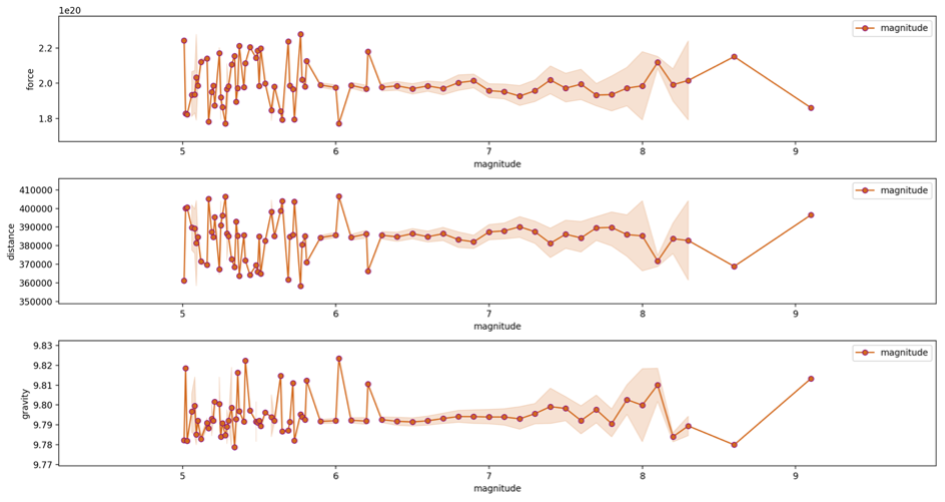 1e20
magnitude
2.2
2.0
1.8
force
5 6 7 8 9
magnitude
magnitude
410000
400000
390000
380000
370000
360000
350000
distance
5 6 7 8 9
magnitude
magnitude
9.83
9.82
9.81
9.80
9.79
9.78
9.77
gravity
5 6 7 8 9
magnitude